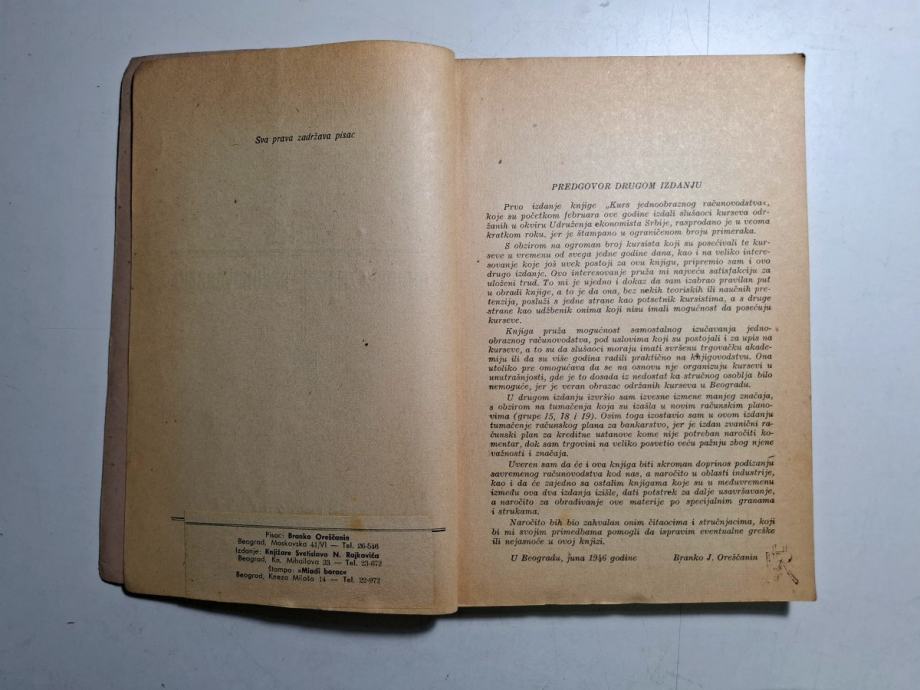 Sva prava zadržava pisac
Pisac: Branko Oreščanin
Beograd, Moskovska 41/VI — Tel. 26-546
Izdanje: Knjižare Svetislava N. Rajkovića
Beograd, Kn. Mihailova 23 — Tel. 23-672
Štampa: »Mladi borac«
Beograd, Kneza Miloša 14 — Tel. 22-972
PREDGOVOR DRUGOM IZDANJU
Prvo izdanje knjige „Kurs jednoobraznog računovodstva«,
koje su početkom februara ove godine izdali slušaoci kurseva odr-
žanih u okviru Udruženja ekonomista Srbije, rasprodano je u veoma
kratkom roku, jer je štampano u ograničenom broju primeraka.
S obzirom na ogroman broj kursista koji su posećivali te kur-
seve u vremenu od svega jedne godine dana, kao i na veliko intere-
sovanje koje još uvek postoji za ovu knjigu, pripremio sam i ovo
drugo izdanje. Ovo interesovanje pruža mi najveću satisfakciju za
uloženi trud. To mi je ujedno i dokaz da sam izabrao pravilan put
u obradi knjige, a to je da ona, bez nekih teoriskih ili naučnih pre-
tenzija, posluži s jedne strane kao potsetnik kursistima, a s druge
strane kao udžbenik onima koji nisu imali mogućnost da posećuju
kurseve.
Knjiga pruža mogućnost samostalnog izučavanja jedno-
obraznog računovodstva, pod uslovima koji su postojali i za upis na
kurseve, a to su da slušaoci moraju imati svršenu trgovačku akade-
miju ili da su više godina radili praktično na knjigovodstvu. Ona
utoliko pre omogućava da se na osnovu nje organizuju kursevi u
unutrašnjosti, gde je to dosada iz nedostatka stručnog osoblja bilo
nemoguće, jer je veran obrazac održanih kurseva u Beogradu.
U drugom izdanju izvršio sam izvesne izmene manjeg značaja,
s obzirom na tumačenja koja su izašla u novim računskim plano-
vima (grupe 15, 18 i 19). Osim toga izostavio sam u ovom izdanju
tumačenje računskog plana za bankarstvo, jer je izdan zvanični ra-
čunski plan za kreditne ustanove kome nije potreban naročiti ko-
mentar, dok sam trgovini na veliko posvetio veću pažnju zbog njene
važnosti i značaja.
Uveren sam da će i ova knjiga biti skroman doprinos podizanju
savremenog računovodstva kod nas, a naročito u oblasti industrije,
kao i da će zajedno sa ostalim knjigama koje su u međuvremenu
između ova dva izdanja izišle, dati potstrek za dalje usavršavanje,
a naročito za obrađivanje ove materije po specijalnim granama
i strukama.
Naročito bih bio zahvalan onim čitaocima i stručnjacima, koji
bi mi svojim primedbama pomogli da ispravim eventualne greške
ili nejasnoće u ovoj knjizi.
U Beogradu, juna 1946 godine Branko J. Oreščanin